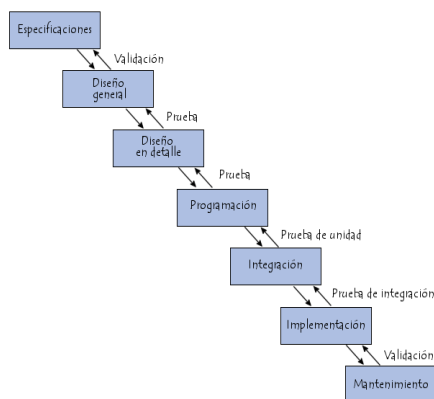 Especificaciones
Validación
Diseño
general
Prueba
Diseño
en detalle
Prueba
Programación
Prueba de unidad
Integración
Prueba de integración
Implementación
Validación
Mantenimiento